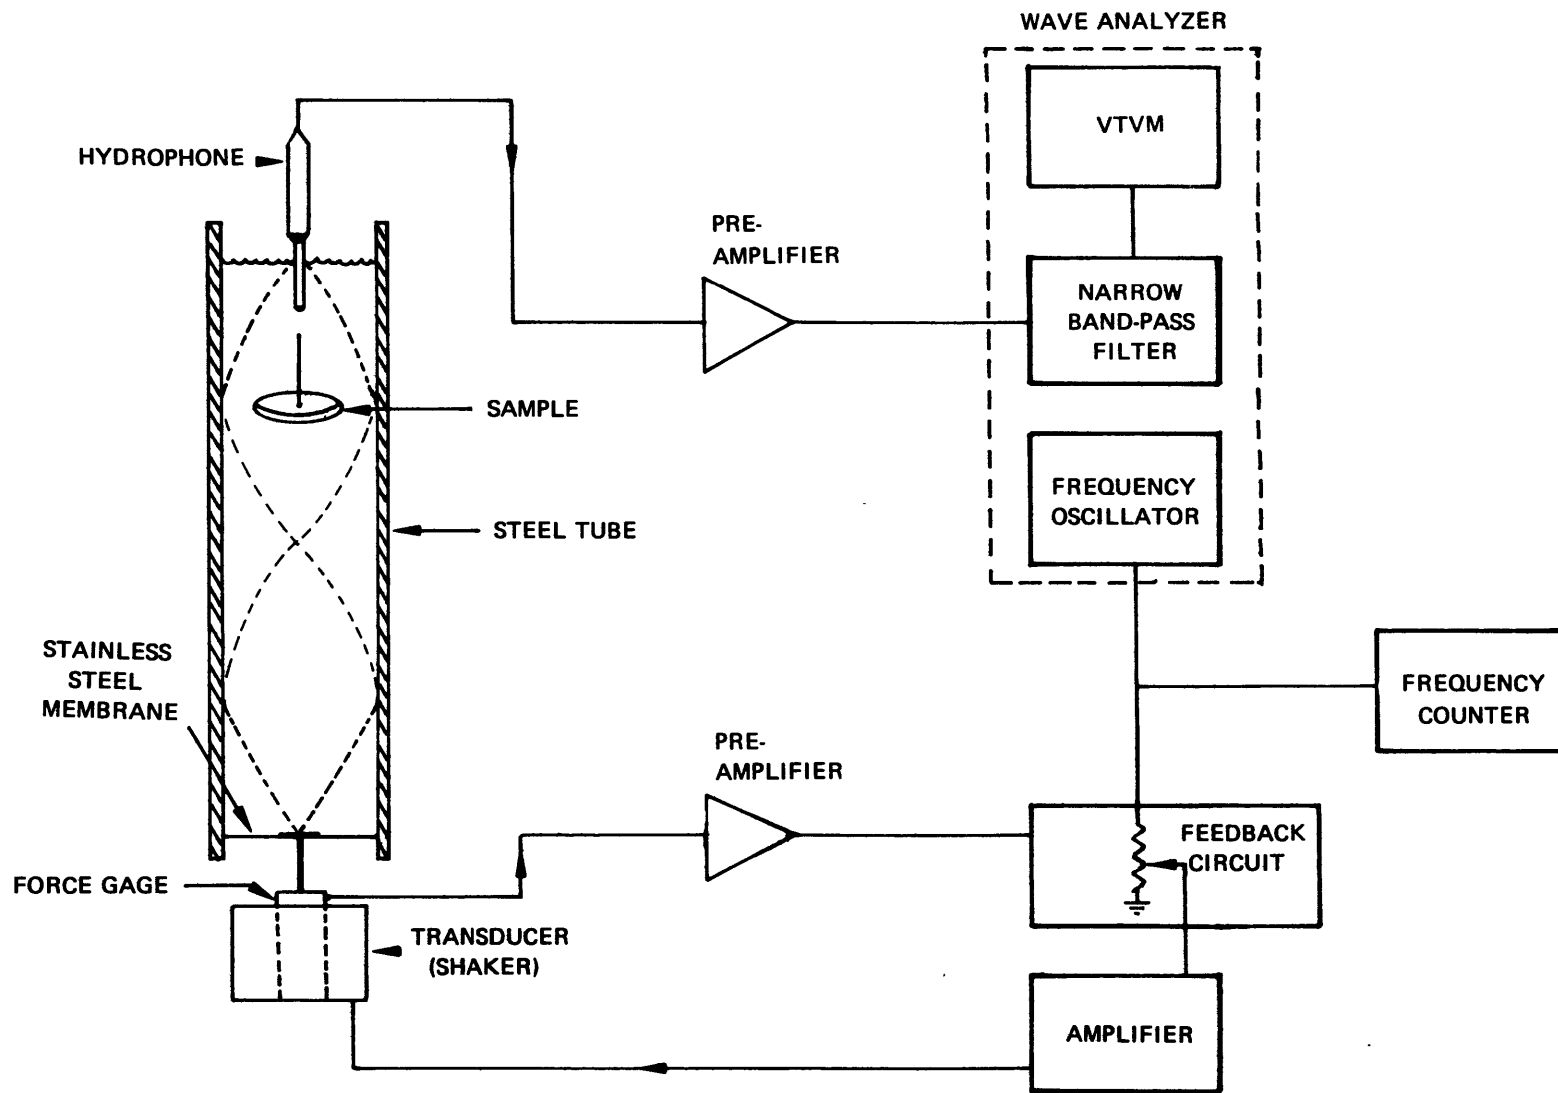 WAVE ANALYZER
VTVM
HYDROPHONE
PRE-
AMPLIFIER
NARROW
BAND-PASS
FILTER
SAMPLE
FREQUENCY
OSCILLATOR
STEEL TUBE
STAINLESS
STEEL
MEMBRANE
FREQUENCY
COUNTER
PRE-
AMPLIFIER
FEEDBACK
CIRCUIT
FORCE GAGE
TRANSDUCER
(SHAKER)
AMPLIFIER